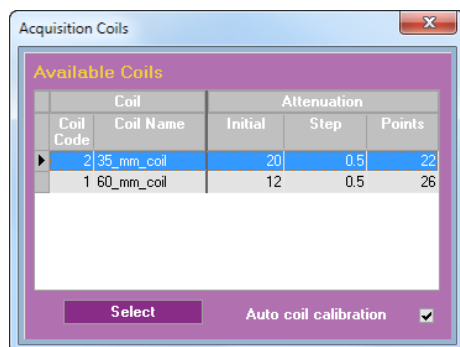 Acquisition Coils
Available Coils
Coil Attenuation
Coil Code Coil Name Initial Step Points
2 35_mm_coil 20 0.5 22
1 60_mm_coil 12 0.5 26
Select Auto coil calibration